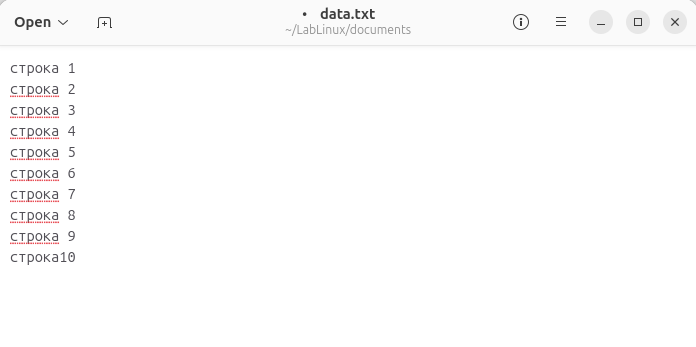 Open
• data.txt
~/LabLinux/documents
строка 1
строка 2
строка 3
строка 4
строка 5
строка 6
строка 7
строка 8
строка 9
строка10